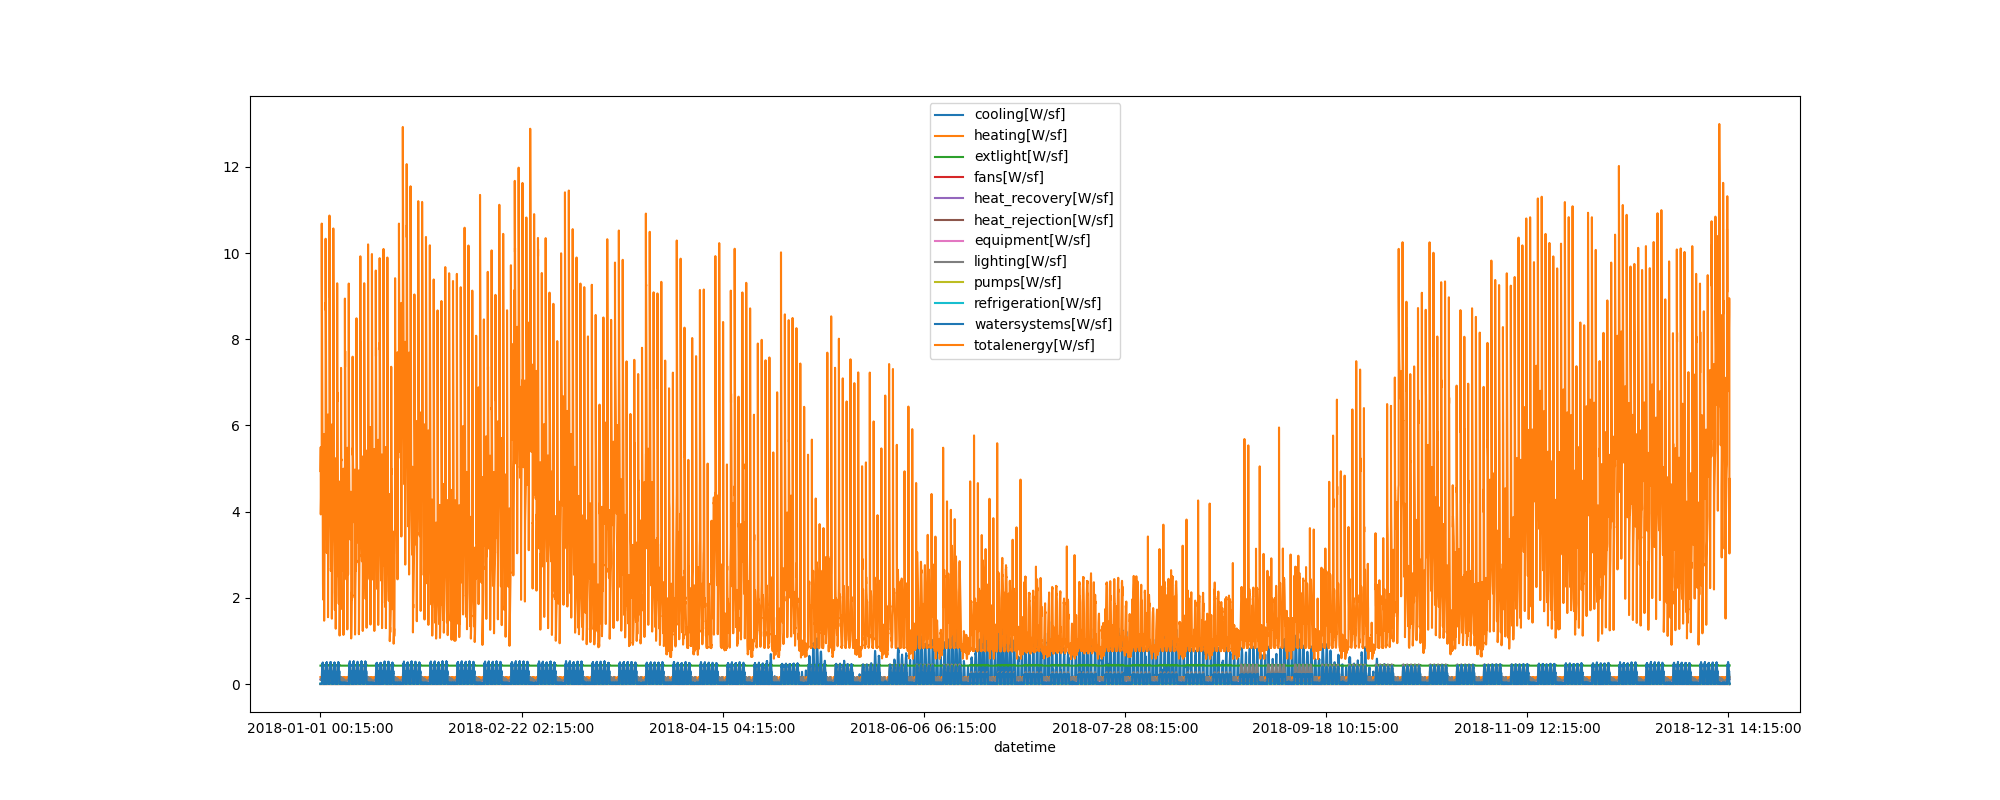 cooling[W/sf]
heating[W/sf]
extlight[W/sf]
fans[W/sf]
heat_recovery[W/sf]
heat_rejection[W/sf]
equipment[W/sf]
lighting[W/sf]
pumps[W/sf]
refrigeration[W/sf]
watersystems[W/sf]
totalenergy[W/sf]
12
10
8
6
4
2
0
2018-01-01 00:15:00 2018-02-22 02:15:00 2018-04-15 04:15:00 2018-06-06 06:15:00 2018-07-28 08:15:00 2018-09-18 10:15:00 2018-11-09 12:15:00 2018-12-31 14:15:00
datetime